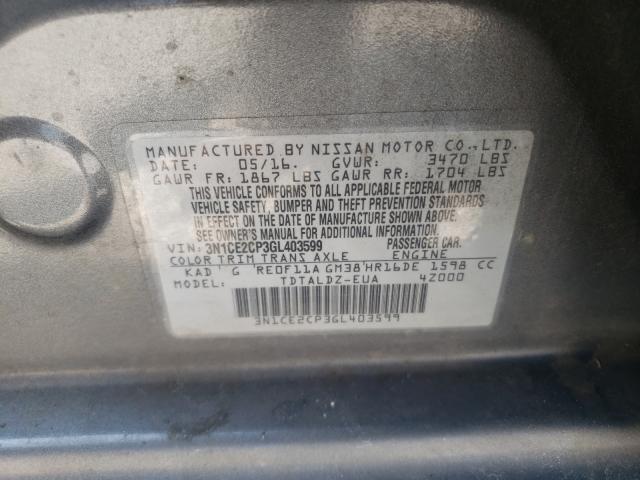 MANUFACTURED BY NISSAN MOTOR CO.,LTD.
DATE: 05/16. GVWR: 3470 LBS
GAWR FR: 1867 LBS GAWR RR: 1704 LBS
THIS VEHICLE CONFORMS TO ALL APPLICABLE FEDERAL MOTOR
VEHICLE SAFETY, BUMPER AND THEFT PREVENTION STANDARDS
IN EFFECT ON THE DATE OF MANUFACTURE SHOWN ABOVE.
SEE OWNER'S MANUAL FOR ADDITIONAL INFORMATION.
VIN: 3N1CE2CP3GL403599 PASSENGER CAR.
COLOR TRIM TRANS AXLE ENGINE
KAD G RE0F11A GM38 HR16DE 1598 CC
TDTALDZ-EUA 4Z000
3N1CE2CP3GL403599